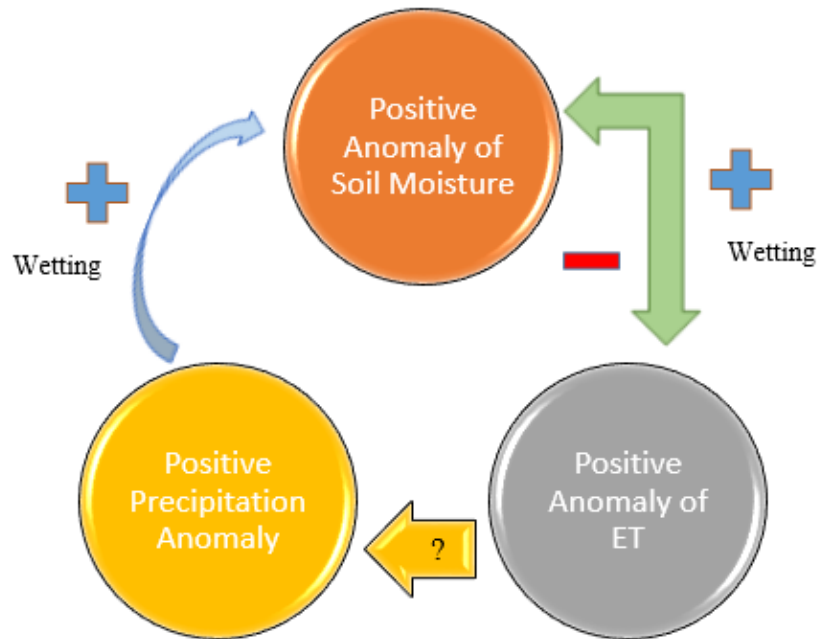 Positive
Anomaly of
Soil Moisture
Wetting
Wetting
Positive
Precipitation
Anomaly
?
Positive
Anomaly of
ET